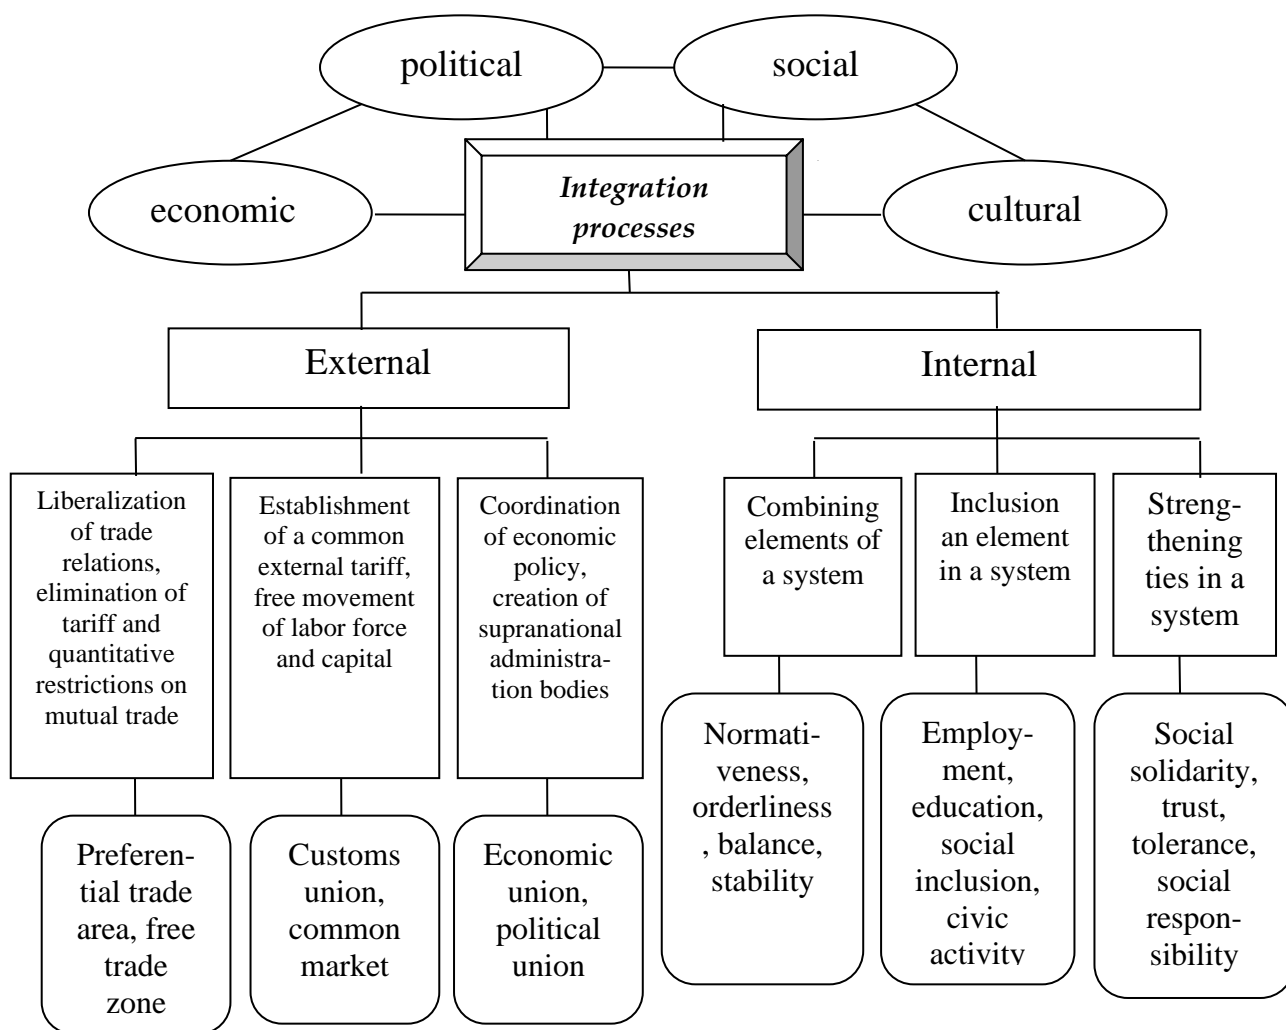 political
social
economic
Integration
processes
cultural
External
Internal
Liberalization
of trade
relations,
elimination of
tariff and
quantitative
restrictions on
mutual trade
Establishment
of a common
external tariff,
free movement
of labor force
and capital
Coordination
of economic
policy,
creation of
supranational
administra-
tion bodies
Combining
elements of
a system
Inclusion
an element
in a system
Streng-
thening
ties in a
system
Preferen-
tial trade
area, free
trade
zone
Customs
union,
common
market
Economic
union,
political
union
Normati-
veness,
orderliness
, balance,
stability
Employ-
ment,
education,
social
inclusion,
civic
activity
Social
solidarity,
trust,
tolerance,
social
respon-
sibility